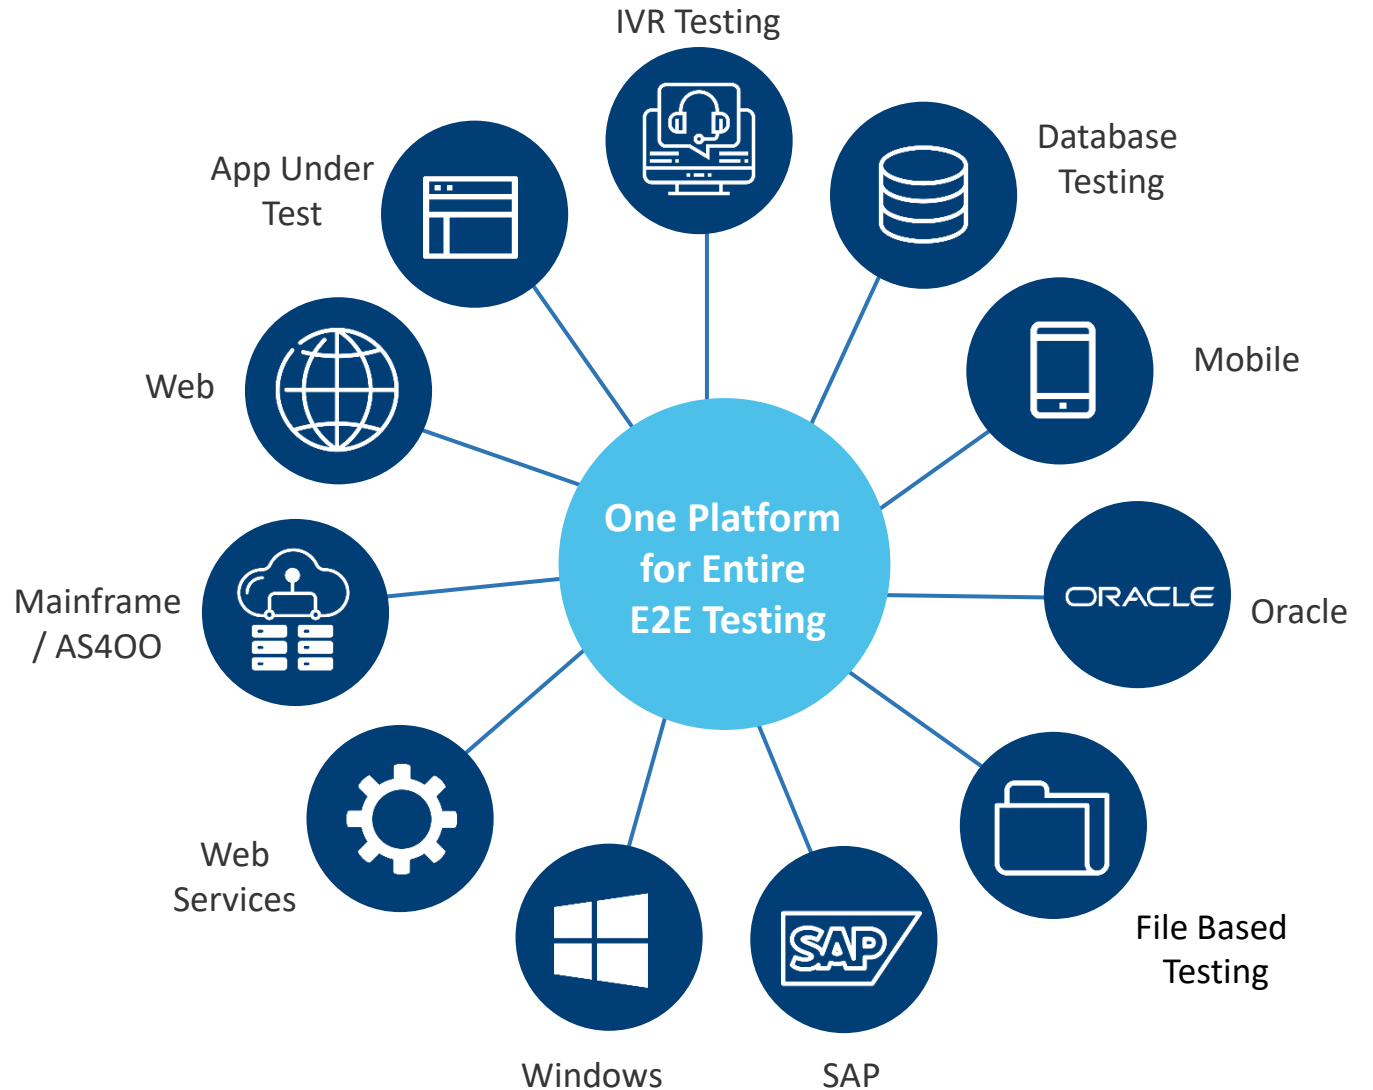 IVR Testing
Database
Testing
App Under
Test
Mobile
Web
One Platform
for Entire
E2E Testing
ORACLE
Oracle
Mainframe
/ AS4OO
Web
Services
File Based
Testing
SAP
Windows
SAP